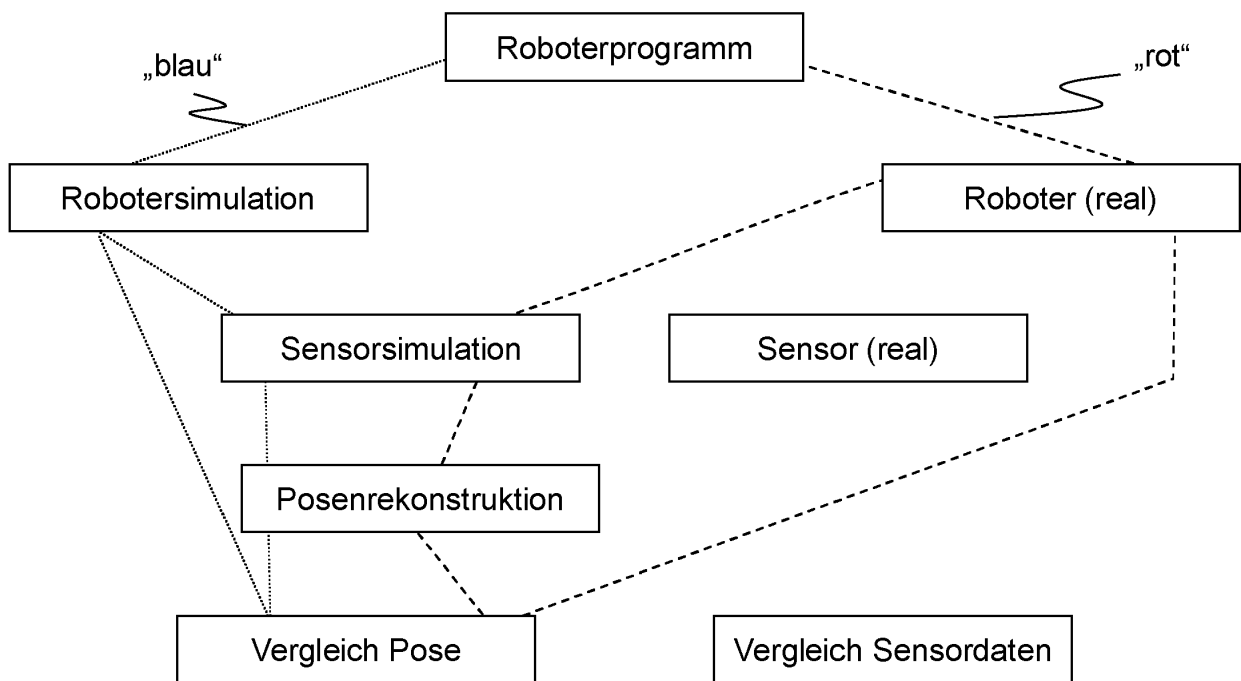 Roboterprogramm
„blau“
„rot“
Robotersimulation
Roboter (real)
Sensorsimulation
Sensor (real)
Posenrekonstruktion
Vergleich Pose
Vergleich Sensordaten